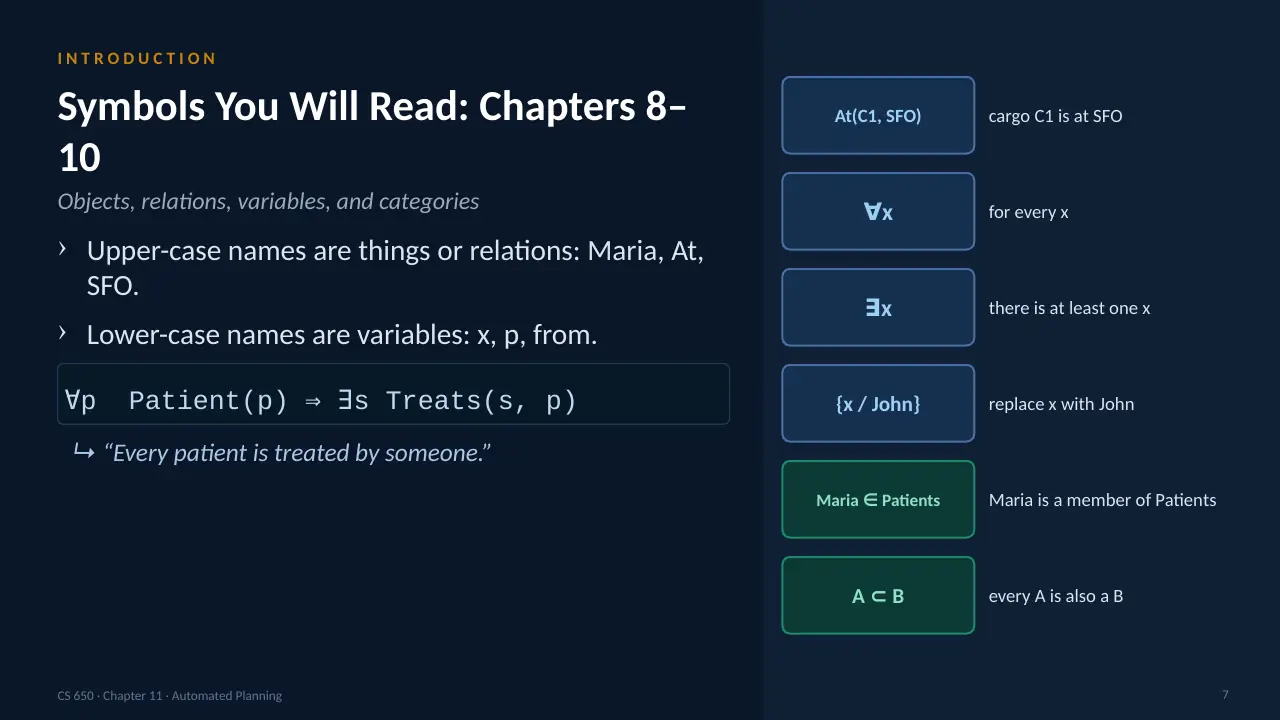 INTRODUCTION
Symbols You Will Read: Chapters 8–
10
Objects, relations, variables, and categories
› Upper-case names are things or relations: Maria, At,
SFO.
› Lower-case names are variables: x, p, from.
∀p  Patient(p) ⇒ ∃s Treats(s, p)
↳ “Every patient is treated by someone.”
At(C1, SFO) cargo C1 is at SFO
∀x for every x
∃x there is at least one x
{x / John} replace x with John
Maria ∈ Patients Maria is a member of Patients
A ⊂ B every A is also a B
CS 650 · Chapter 11 · Automated Planning
7